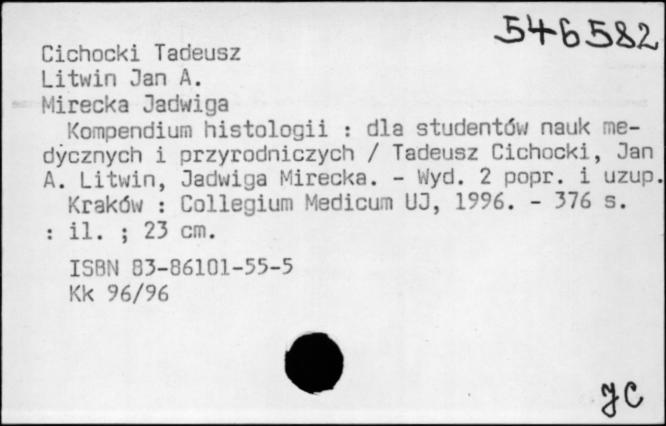 546582
Cichocki Tadeusz
Litwin Jan A.
Mirecka Jadwiga
Kompendium histologii : dla studentów nauk me-
dycznych i przyrodniczych / Tadeusz Cichocki, Jan
A. Litwin, Jadwiga Mirecka. - Wyd. 2 popr. i uzup.
Kraków : Collegium Medicum UJ, 1996. - 376 s.
: il. ; 23 cm.
ISBN 83-86101-55-5
Kk 96/96
JC